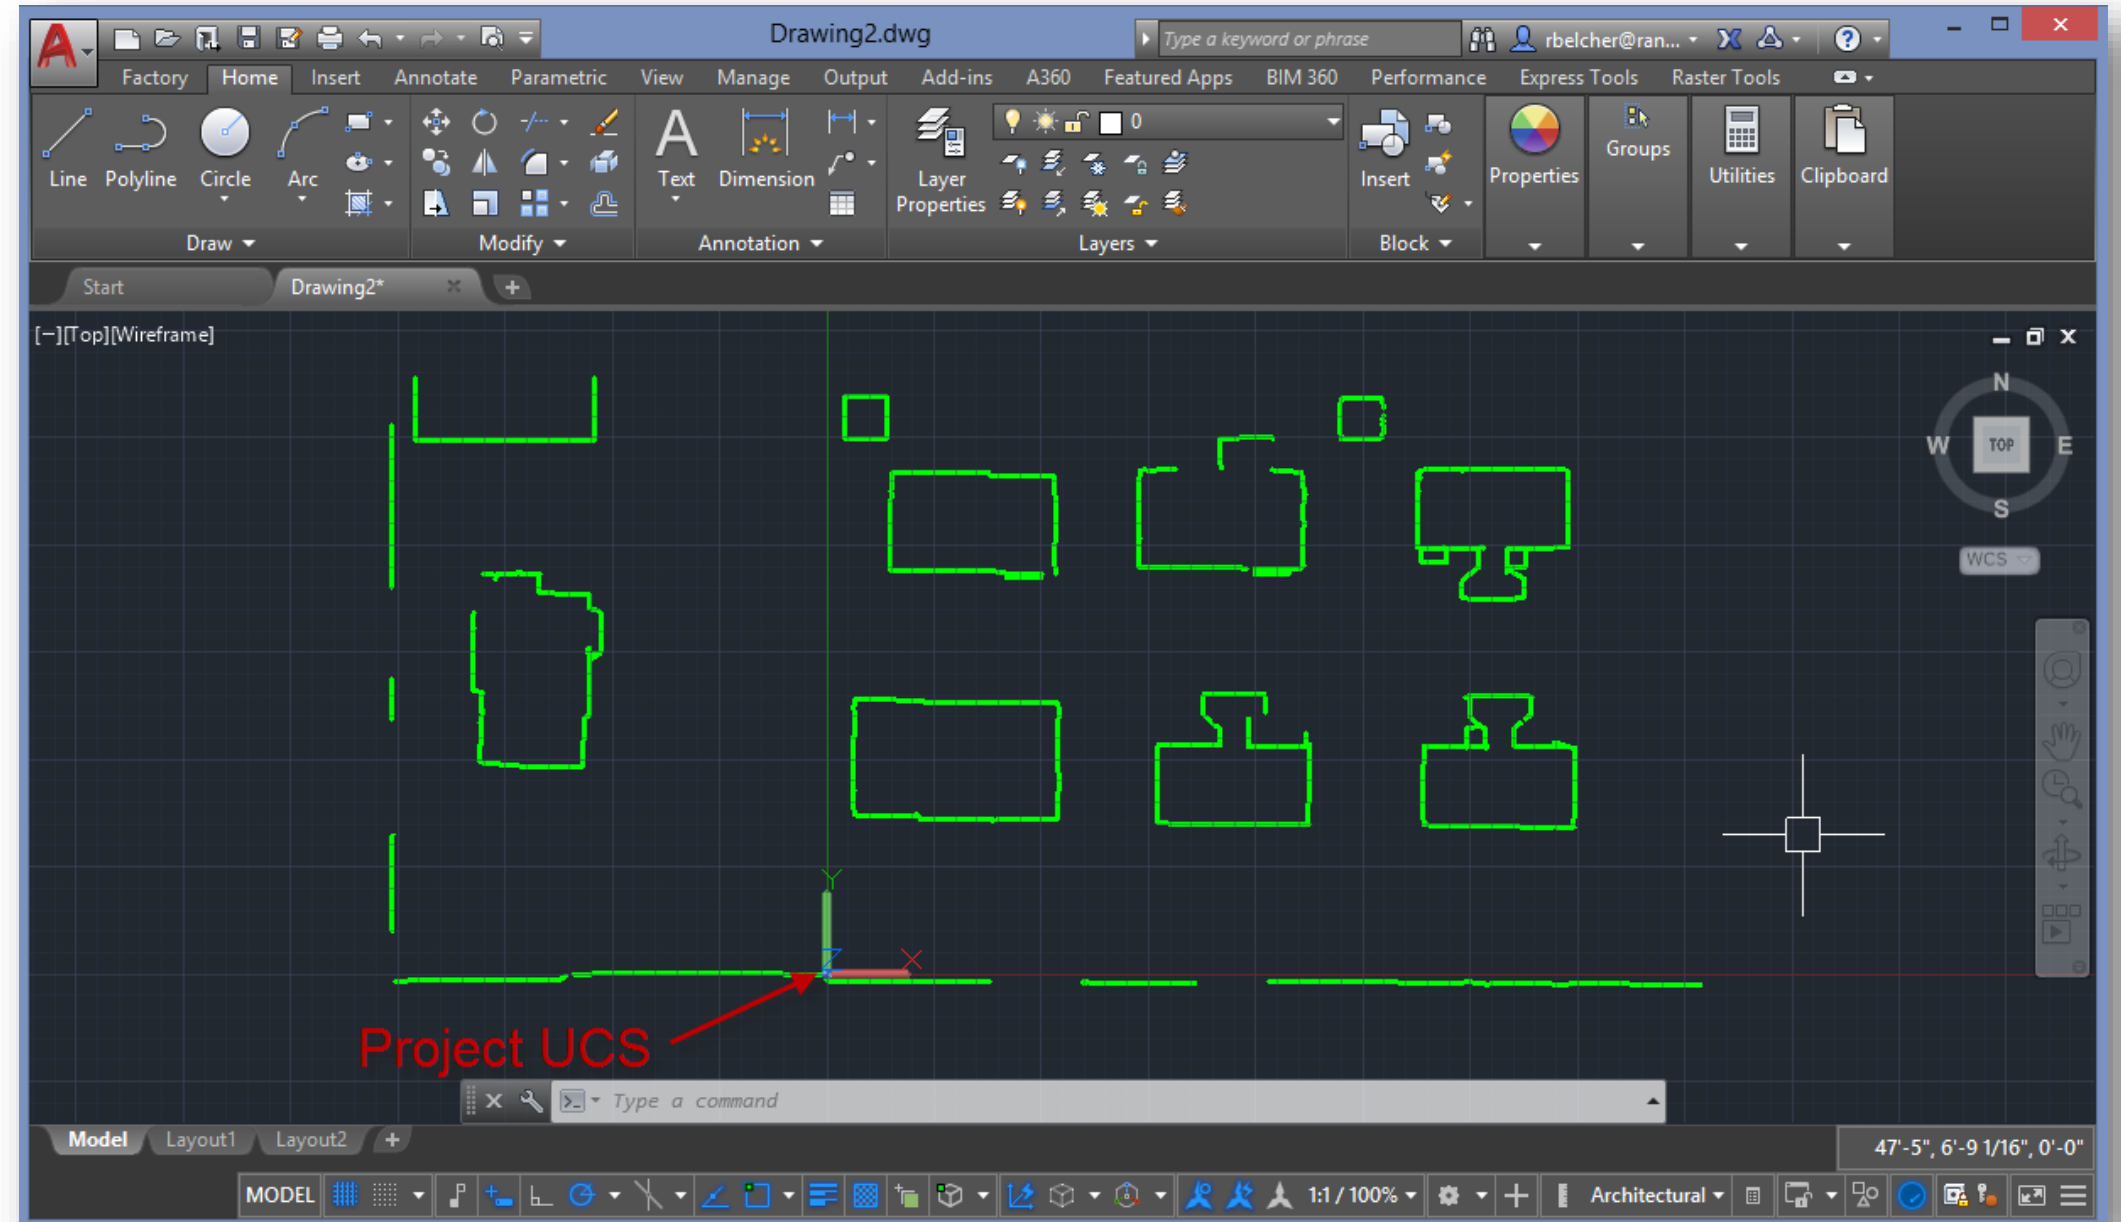 Drawing2.dwg
Type a keyword or phrase
rbelcher@ran...
Factory Home Insert Annotate Parametric View Manage Output Add-ins A360 Featured Apps BIM 360 Performance Express Tools Raster Tools
0
Line Polyline Circle Arc
Text Dimension
Layer
Properties
Insert
Properties
Groups
Utilities
Clipboard
Draw Modify Annotation Layers Block
Start Drawing2*
[−][Top][Wireframe]
N
W TOP E
S
WCS
Y
Z
X
Project UCS
Type a command
Model Layout1 Layout2
47'-5", 6'-9 1/16", 0'-0"
MODEL 1:1 / 100% Architectural